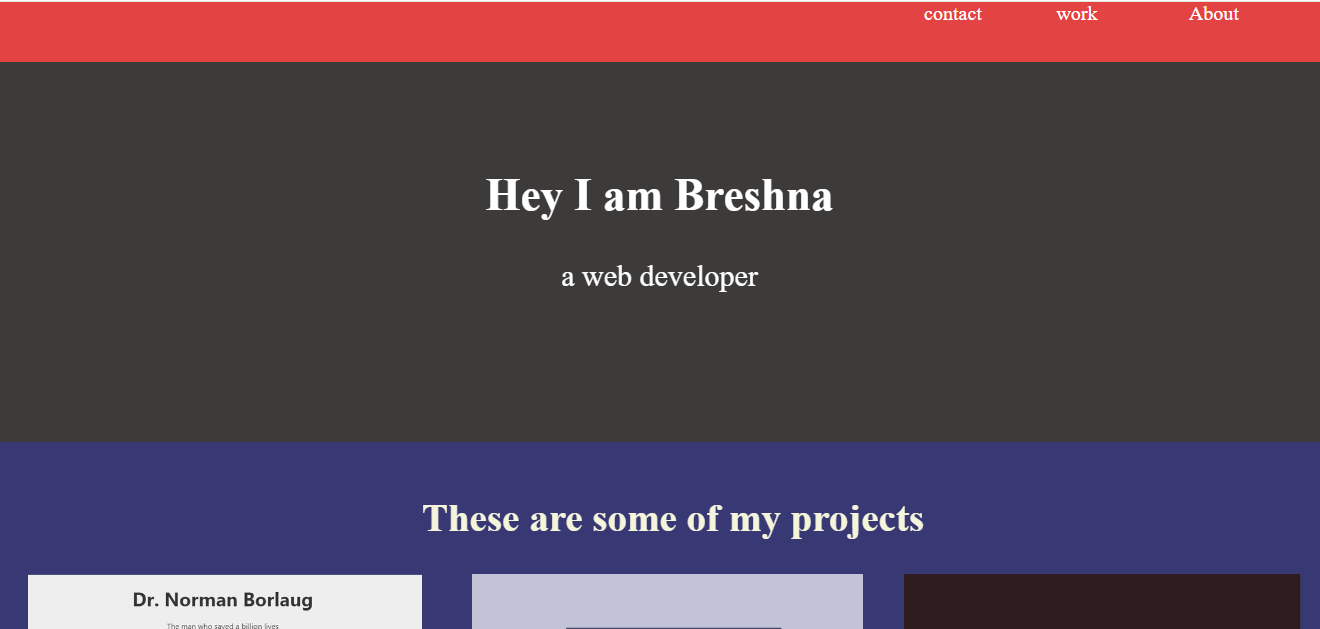 contact work About
Hey I am Breshna
a web developer
These are some of my projects
Dr. Norman Borlaug
The man who saved a billion lives